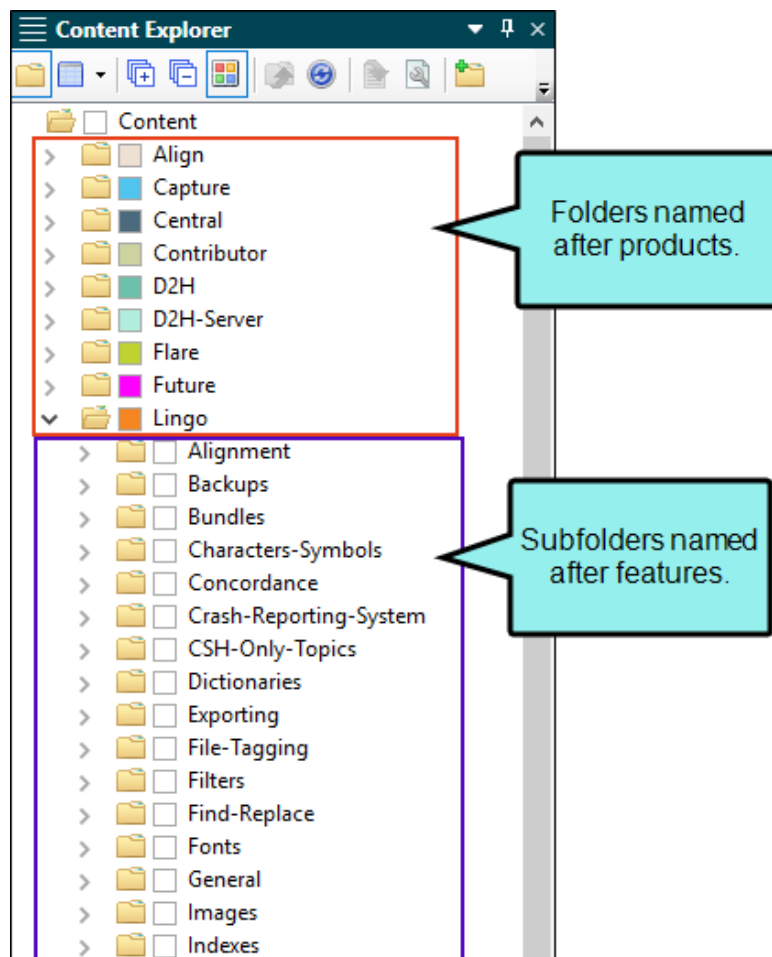 Content Explorer
Content
Align
Capture
Central
Contributor
D2H
D2H-Server
Flare
Future
Lingo
Folders named
after products.
Alignment
Backups
Bundles
Characters-Symbols
Concordance
Crash-Reporting-System
CSH-Only-Topics
Dictionaries
Exporting
File-Tagging
Filters
Find-Replace
Fonts
General
Images
Indexes
Subfolders named
after features.